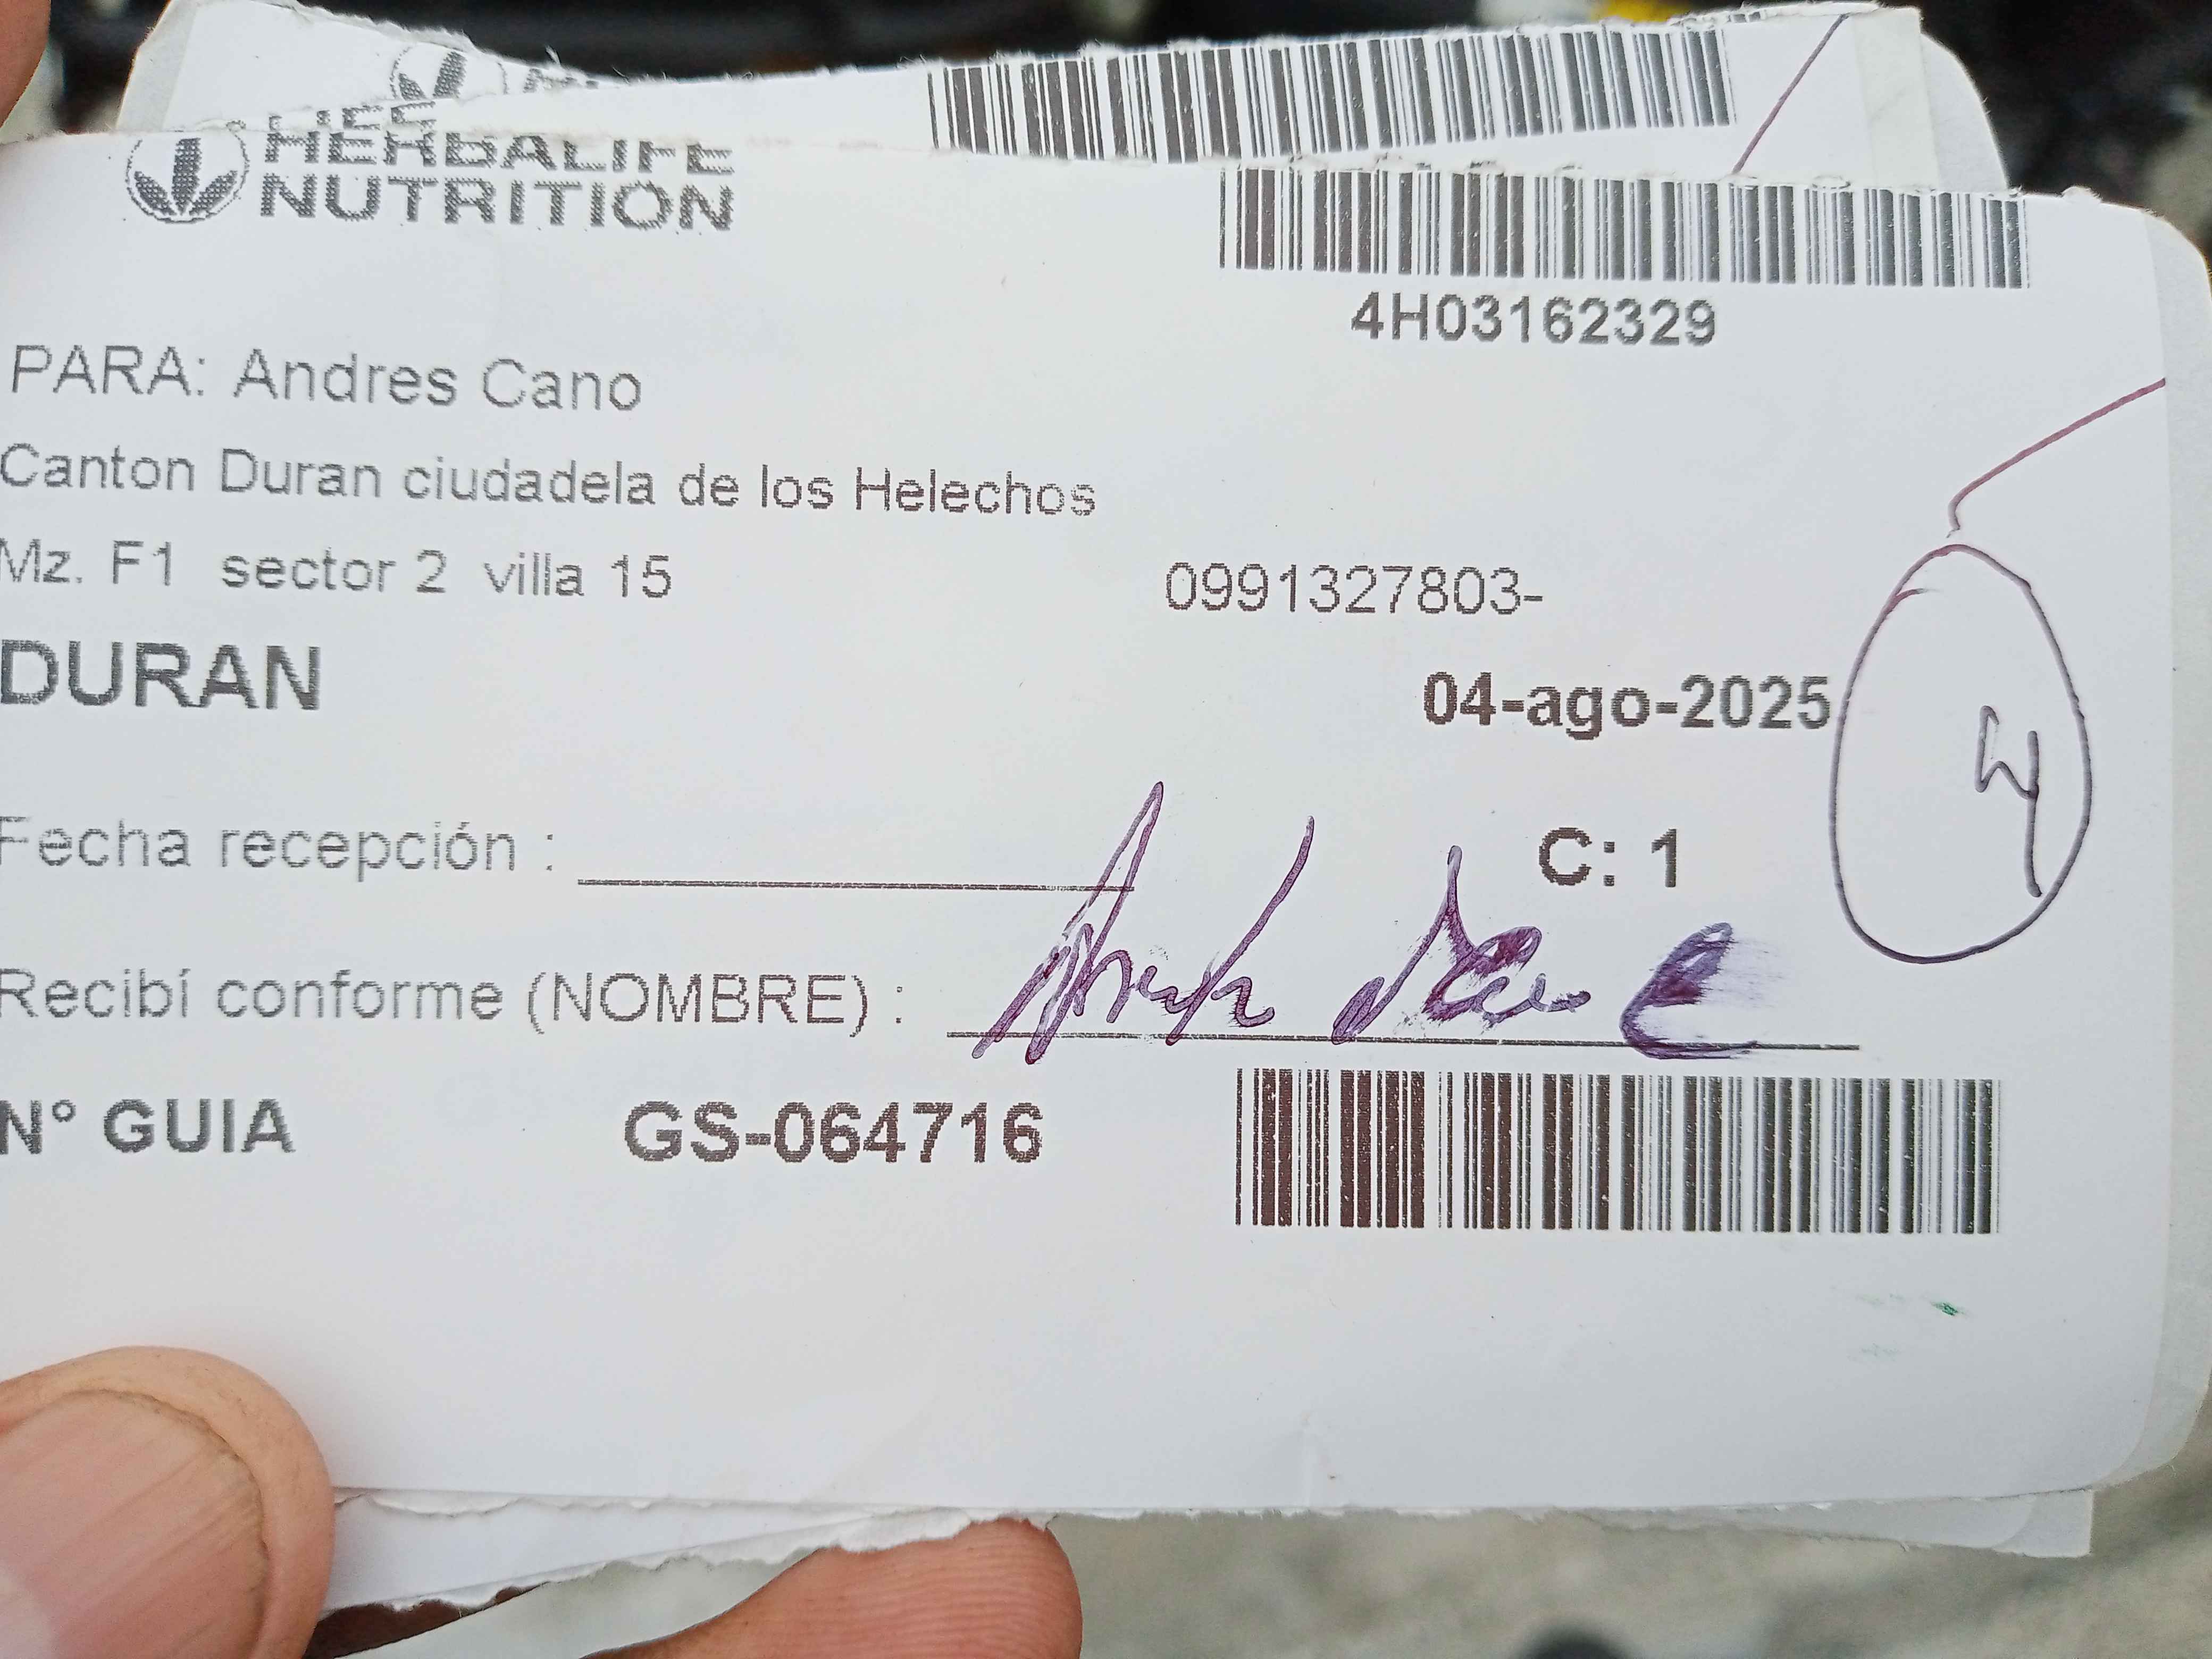 HERBALIFE
NUTRITION
4H03162329
PARA: Andres Cano
Canton Duran ciudadela de los Helechos
Mz. F1 sector 2 villa 15
0991327803-
DURAN
04-ago-2025
4
Fecha recepción :
C: 1
Recibí conforme (NOMBRE) :
N° GUIA GS-064716